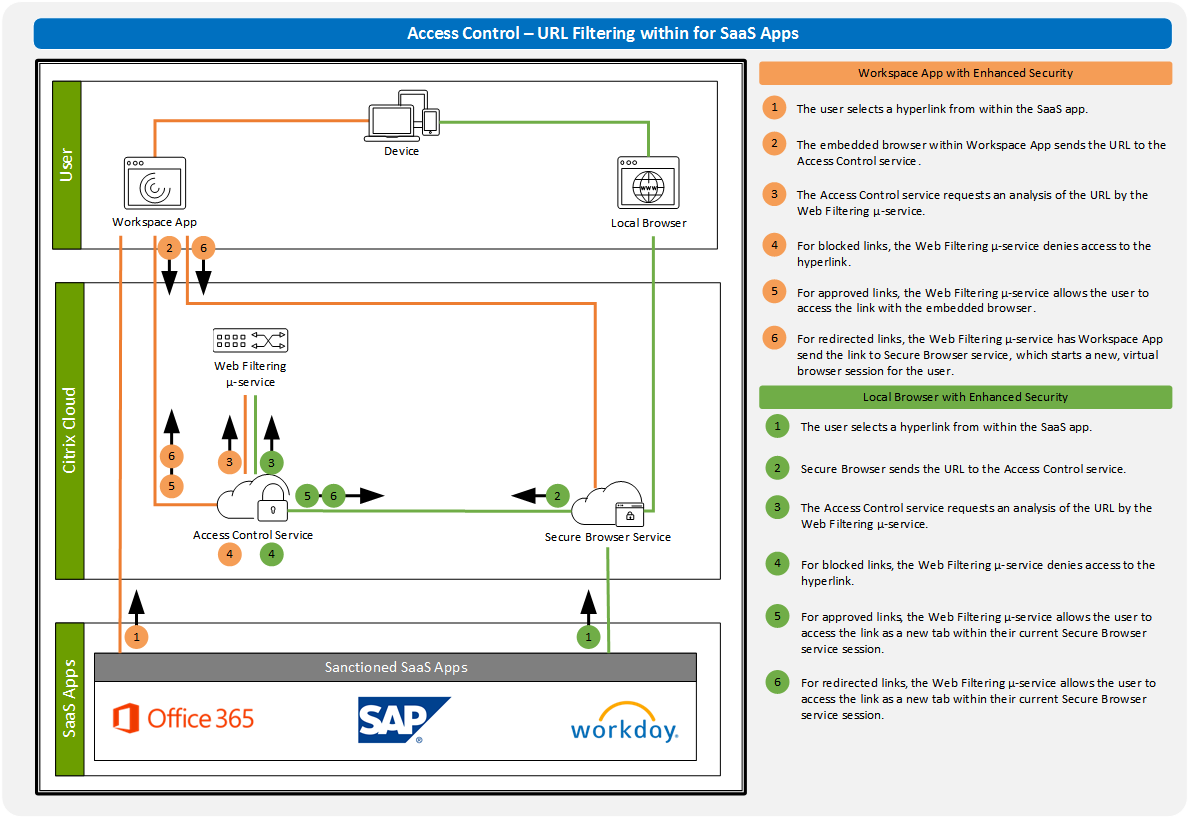 Access Control – URL Filtering within for SaaS Apps
User
Device
Workspace App
www
Local Browser
2
6
Citrix Cloud
Web Filtering
µ-service
6
5
3
3
5
6
2
Access Control Service
4
4
Secure Browser Service
SaaS Apps
1
1
Sanctioned SaaS Apps
Office 365
SAP®
workday.
Workspace App with Enhanced Security
1 The user selects a hyperlink from within the SaaS app.
2 The embedded browser within Workspace App sends the URL to the
Access Control service.
3 The Access Control service requests an analysis of the URL by the
Web Filtering µ-service.
4 For blocked links, the Web Filtering µ-service denies access to the
hyperlink.
5 For approved links, the Web Filtering µ-service allows the user to
access the link with the embedded browser.
6 For redirected links, the Web Filtering µ-service has Workspace App
send the link to Secure Browser service, which starts a new, virtual
browser session for the user.
Local Browser with Enhanced Security
1 The user selects a hyperlink from within the SaaS app.
2 Secure Browser sends the URL to the Access Control service.
3 The Access Control service requests an analysis of the URL by the
Web Filtering µ-service.
4 For blocked links, the Web Filtering µ-service denies access to the
hyperlink.
5 For approved links, the Web Filtering µ-service allows the user to
access the link as a new tab within their current Secure Browser
service session.
6 For redirected links, the Web Filtering µ-service allows the user to
access the link as a new tab within their current Secure Browser
service session.